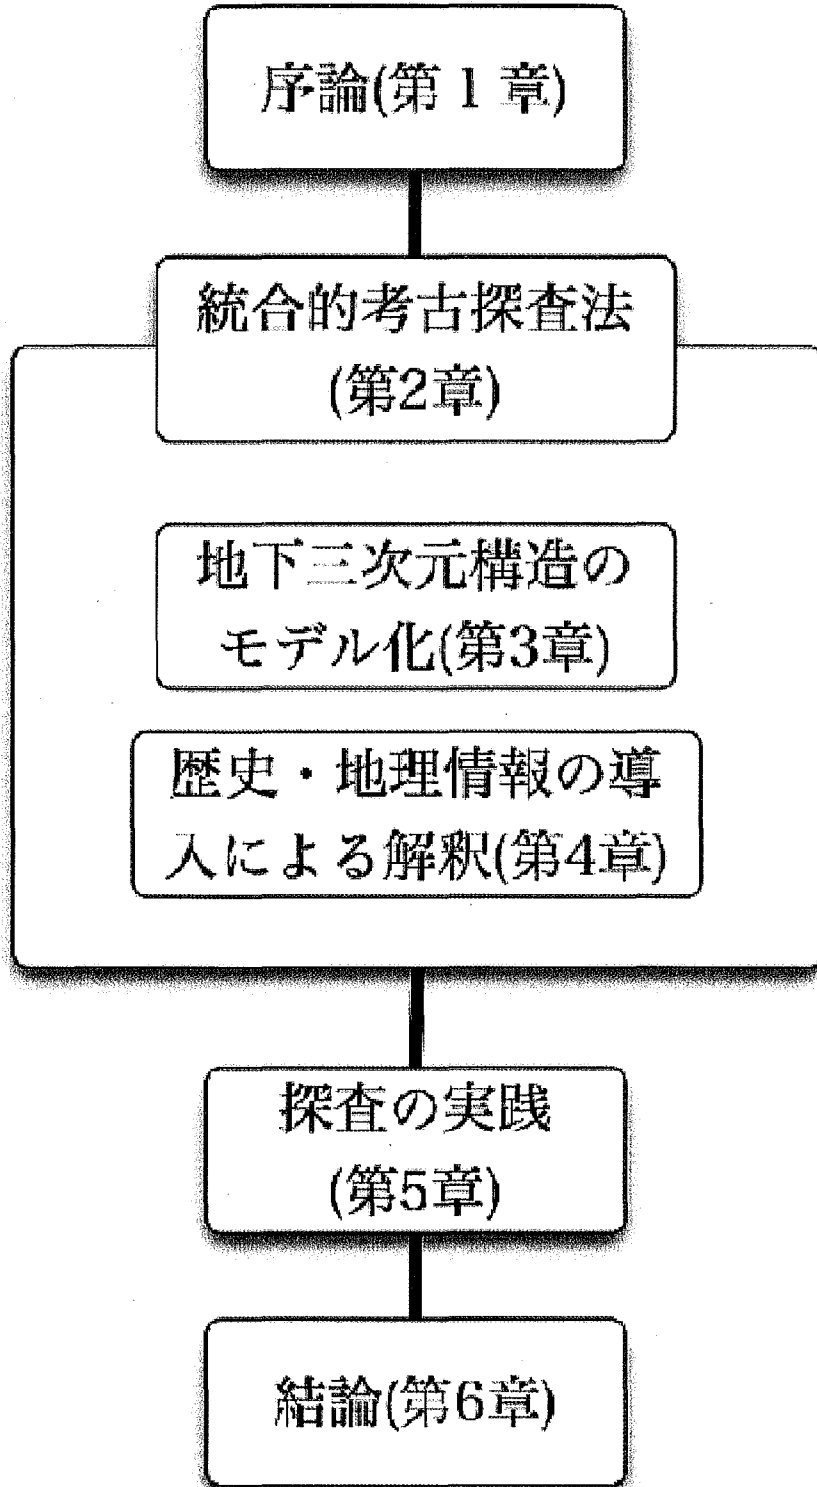 序論(第 1 章)
統合的考古探査法
(第2章)
地下三次元構造の
モデル化(第3章)
歴史・地理情報の導
入による解釈(第4章)
探査の実践
(第5章)
結論(第6章)